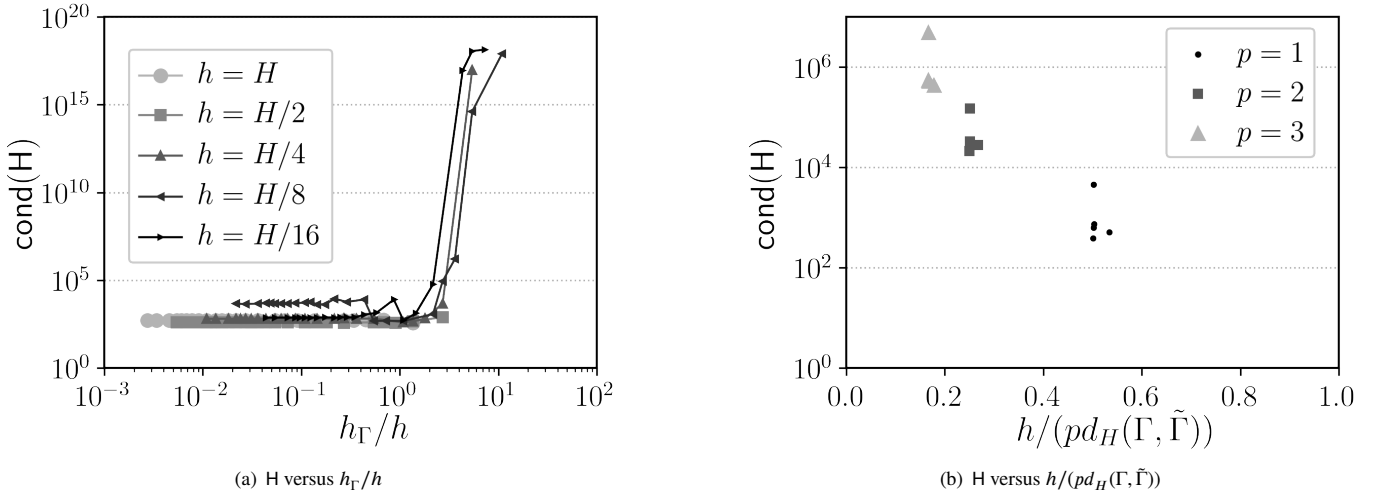 10^20
10^15
10^10
10^5
10^0
cond(H)
h = H
h = H/2
h = H/4
h = H/8
h = H/16
10^−3 10^−2 10^−1 10^0 10^1 10^2
h_Γ/h
(a) H versus h_Γ/h
10^6
10^4
10^2
10^0
cond(H)
p = 1
p = 2
p = 3
0.0 0.2 0.4 0.6 0.8 1.0
h/(pd_H(Γ, Γ̃))
(b) H versus h/(pd_H(Γ, Γ̃))